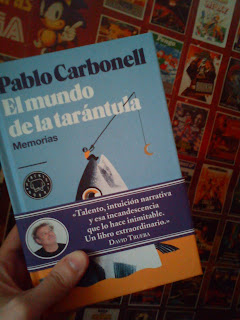 Pablo Carbonell
El mundo
de la tarántula
Memorias
«Talento, intuición narrativa
y esa incandescencia
que lo hace inimitable.
Un libro extraordinario.»
David Trueba